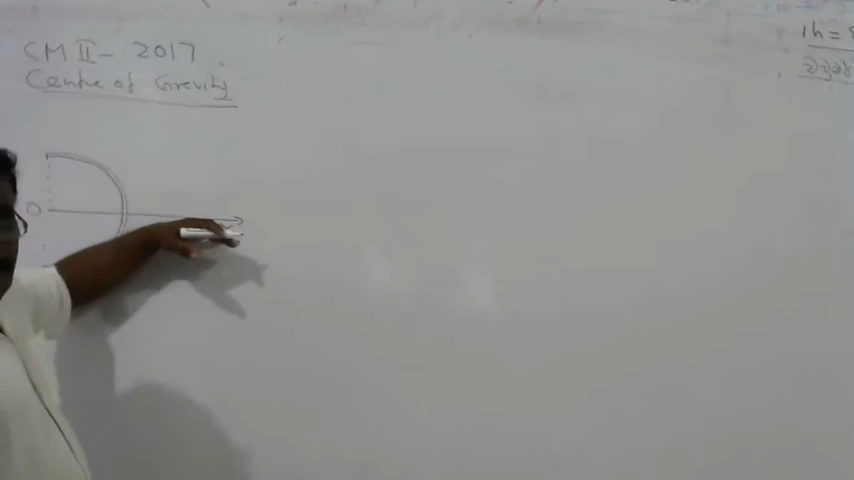 CM II - 2017
Centre of Gravity
O
1h =